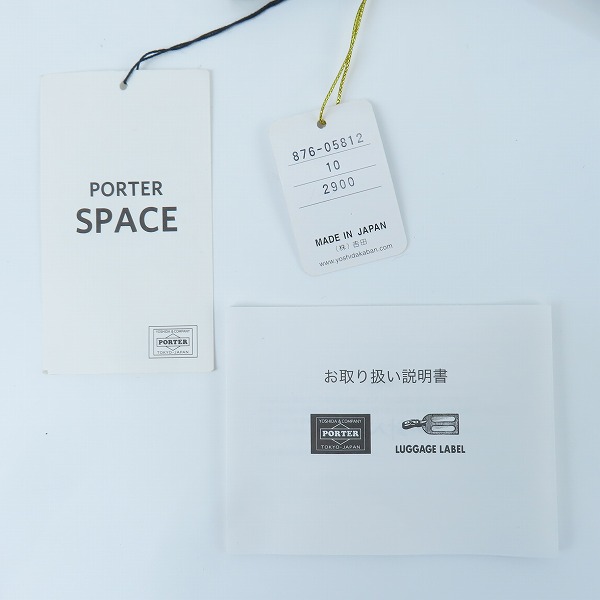 PORTER
SPACE
YOSHIDA & COMPANY
PORTER
TOKYO-JAPAN
876-05812
10
2900
MADE IN JAPAN
(株) 吉田
www.yoshidakaban.com
お取り扱い説明書
YOSHIDA & COMPANY
PORTER
TOKYO-JAPAN
LUGGAGE LABEL